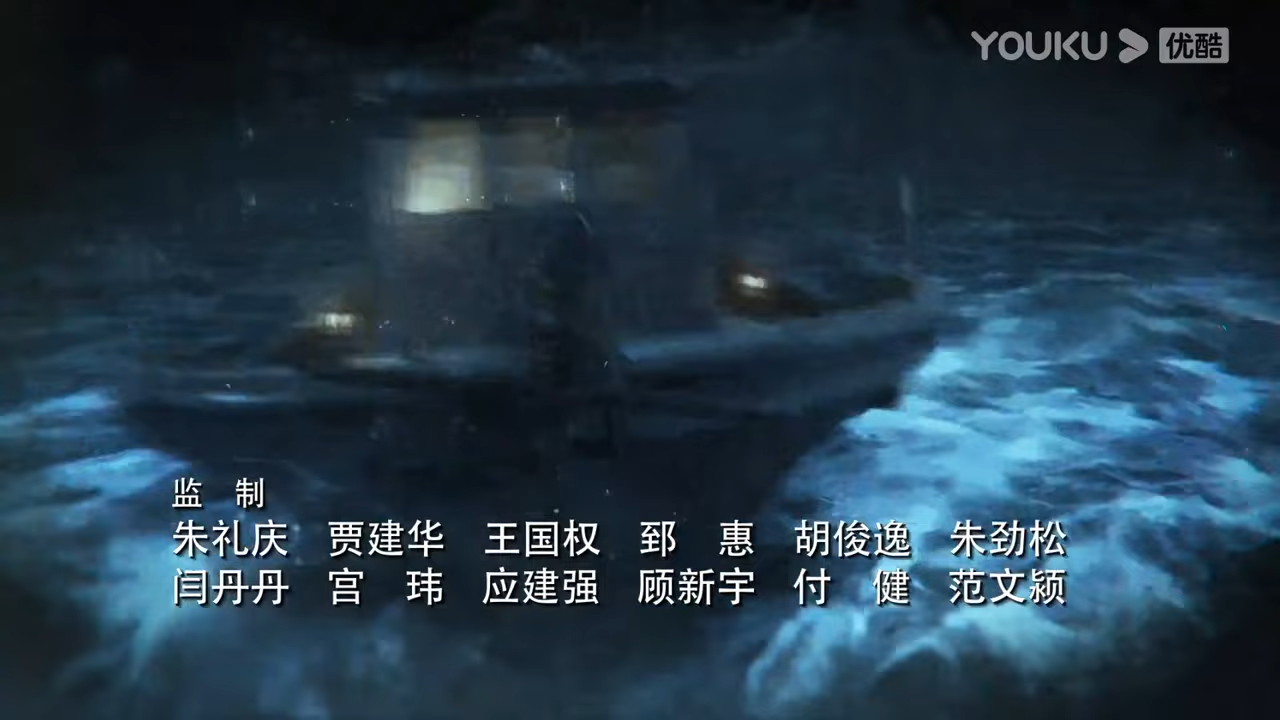 YOUKU 优酷
监 制
朱礼庆 贾建华 王国权 郅 惠 胡俊逸 朱劲松
闫丹丹 宫 玮 应建强 顾新宇 付 健 范文颍